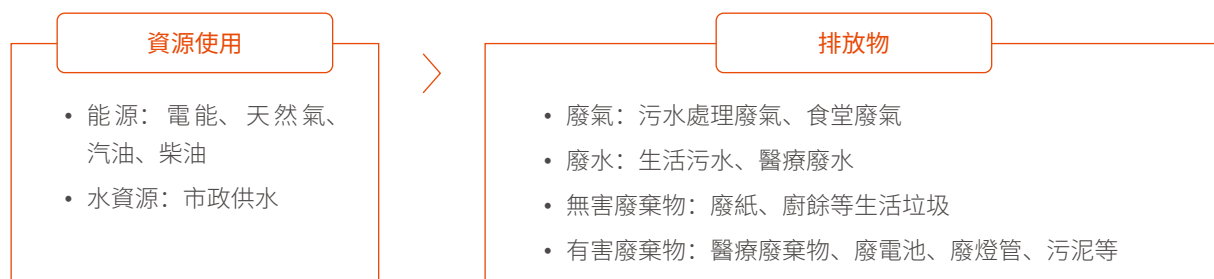 資源使用
• 能源：電能、天然氣、
汽油、柴油
• 水資源：市政供水
排放物
• 廢氣：污水處理廢氣、食堂廢氣
• 廢水：生活污水、醫療廢水
• 無害廢棄物：廢紙、廚餘等生活垃圾
• 有害廢棄物：醫療廢棄物、廢電池、廢燈管、污泥等